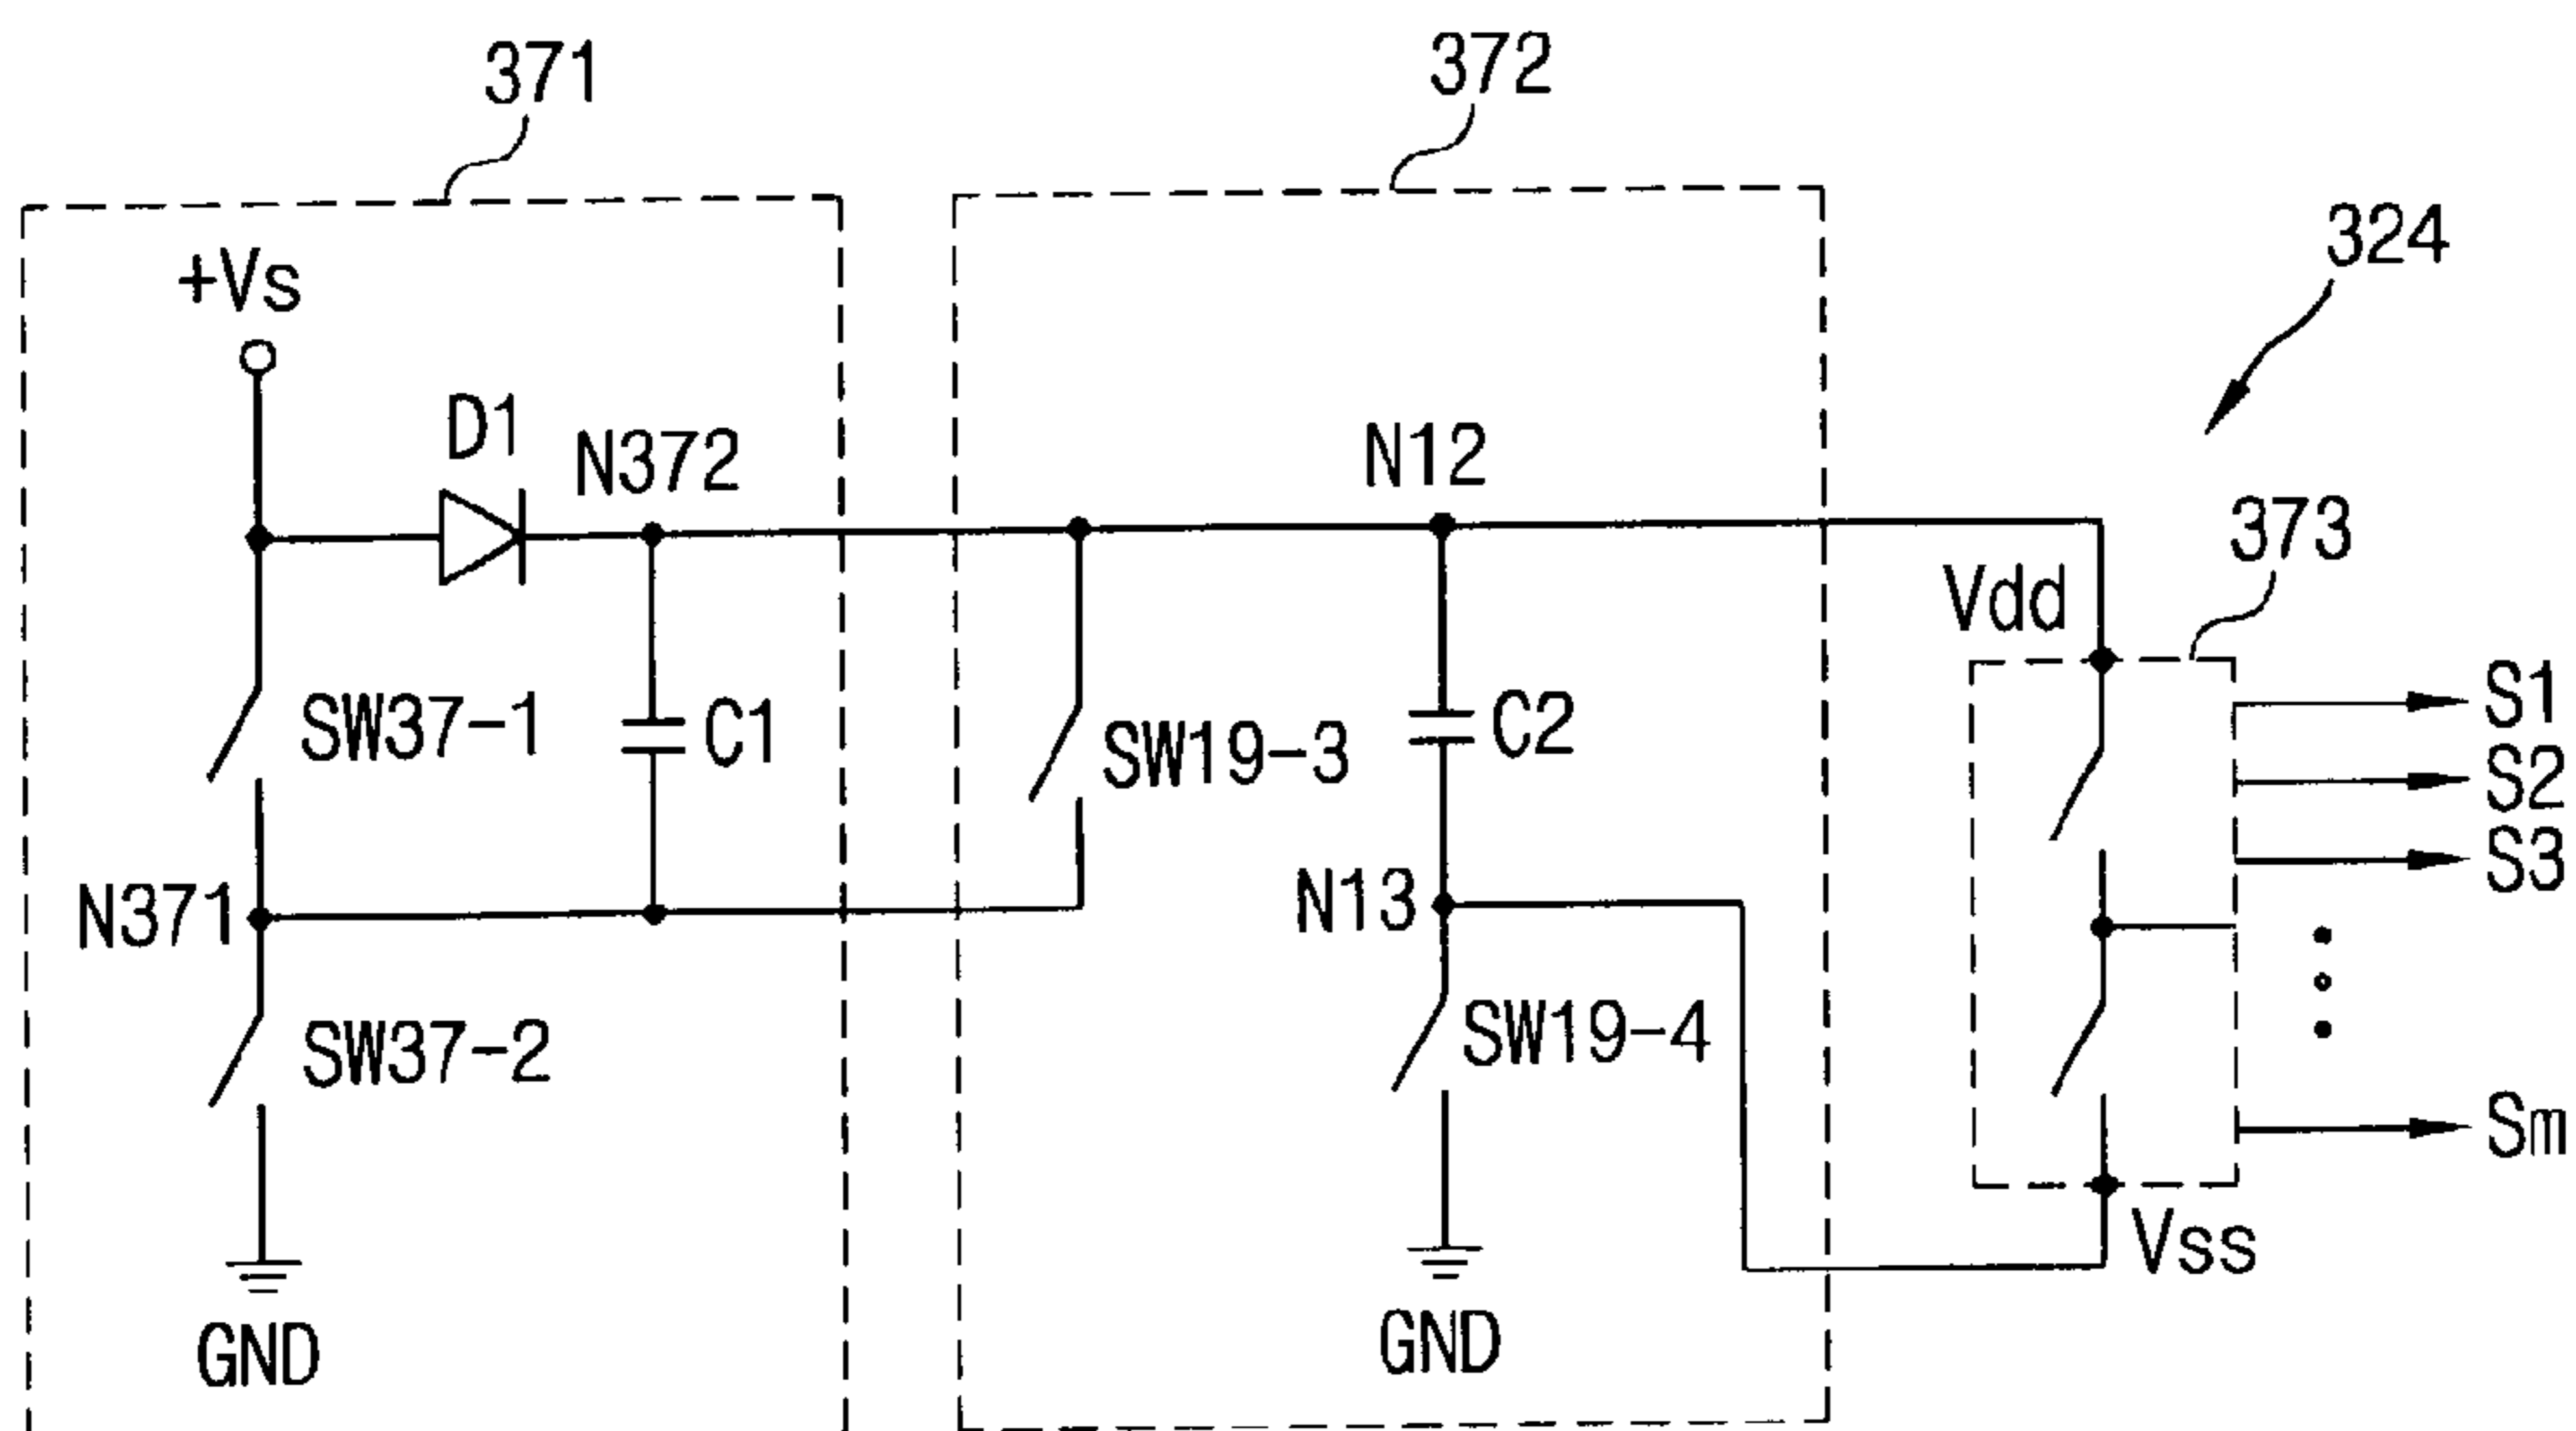 371
372
324
+Vs
D1
N372
N12
373
Vdd
SW37-1
C1
SW19-3
C2
S1
S2
S3
N371
N13
SW37-2
SW19-4
Sm
Vss
GND
GND